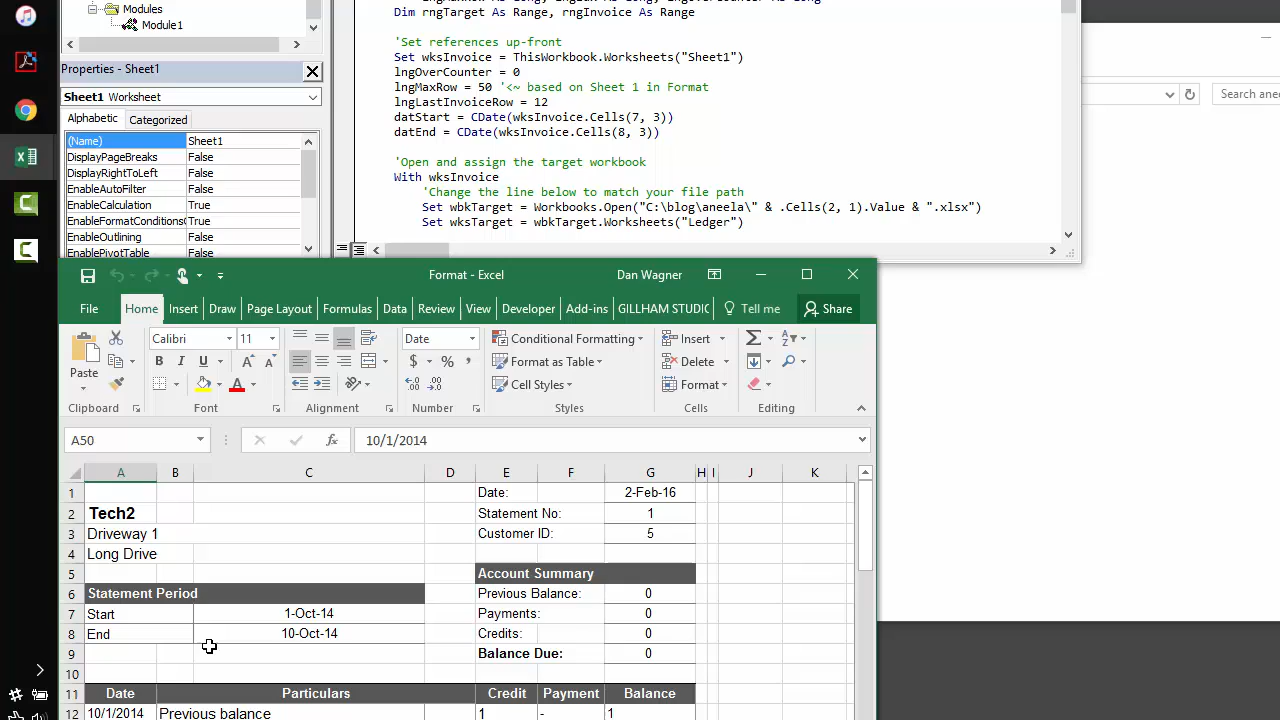 Modules
Module1
Properties - Sheet1
Sheet1 Worksheet
Alphabetic Categorized
(Name) Sheet1
DisplayPageBreaks False
DisplayRightToLeft False
EnableAutoFilter False
EnableCalculation True
EnableFormatConditionsC True
EnableOutlining False
EnablePivotTable False
Dim rngTarget As Range, rngInvoice As Range
'Set references up-front
Set wksInvoice = ThisWorkbook.Worksheets("Sheet1")
lngOverCounter = 0
lngMaxRow = 50 '<~ based on Sheet 1 in Format
lngLastInvoiceRow = 12
datStart = CDate(wksInvoice.Cells(7, 3))
datEnd = CDate(wksInvoice.Cells(8, 3))
'Open and assign the target workbook
With wksInvoice
'Change the line below to match your file path
Set wbkTarget = Workbooks.Open("C:\blog\aneela\" & .Cells(2, 1).Value & ".xlsx")
Set wksTarget = wbkTarget.Worksheets("Ledger")
Search anee
Format - Excel Dan Wagner
File Home Insert Draw Page Layout Formulas Data Review View Developer Add-ins GILLHAM STUDIO Tell me Share
Paste
Calibri 11
B I U
A A
A
Date
$ % ,
Conditional Formatting
Format as Table
Cell Styles
Insert
Delete
Format
Clipboard Font Alignment Number Styles Cells Editing
A50 fx 10/1/2014
A B C D E F G H I J K
1 Date: 2-Feb-16
2 Tech2 Statement No: 1
3 Driveway 1 Customer ID: 5
4 Long Drive
5 Account Summary
6 Statement Period Previous Balance: 0
7 Start 1-Oct-14 Payments: 0
8 End 10-Oct-14 Credits: 0
9 Balance Due: 0
10
11 Date Particulars Credit Payment Balance
12 10/1/2014 Previous balance 1 - 1